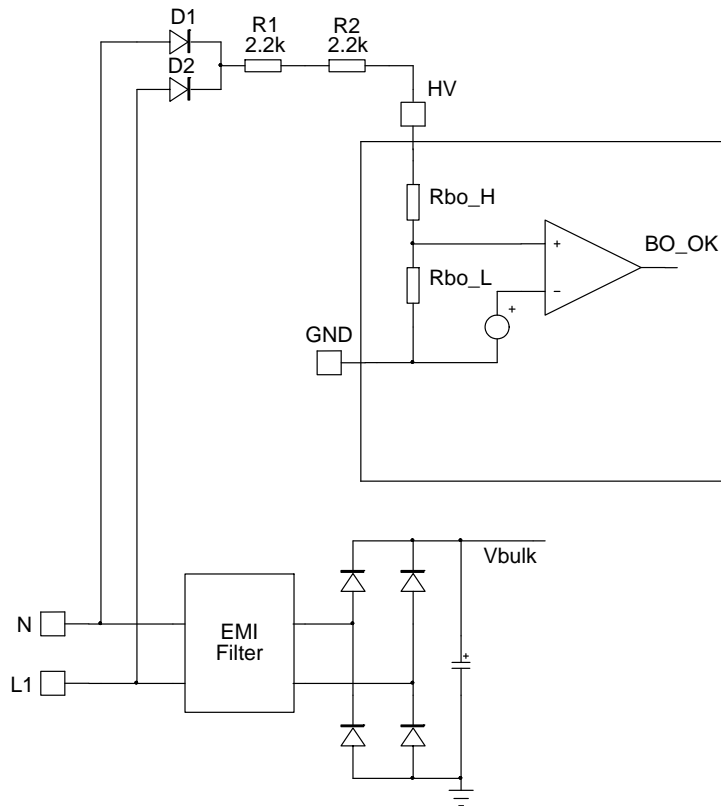 D1
R1
R2
2.2k
2.2k
D2
HV
Rbo_H
+
BO_OK
Rbo_L
−
+
GND
Vbulk
N
EMI
Filter
+
L1